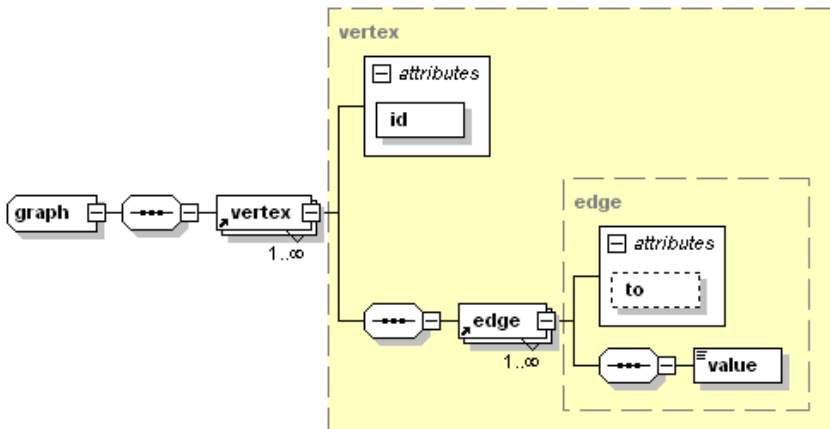 vertex
attributes
id
graph
vertex
1..∞
edge
attributes
to
edge
1..∞
value